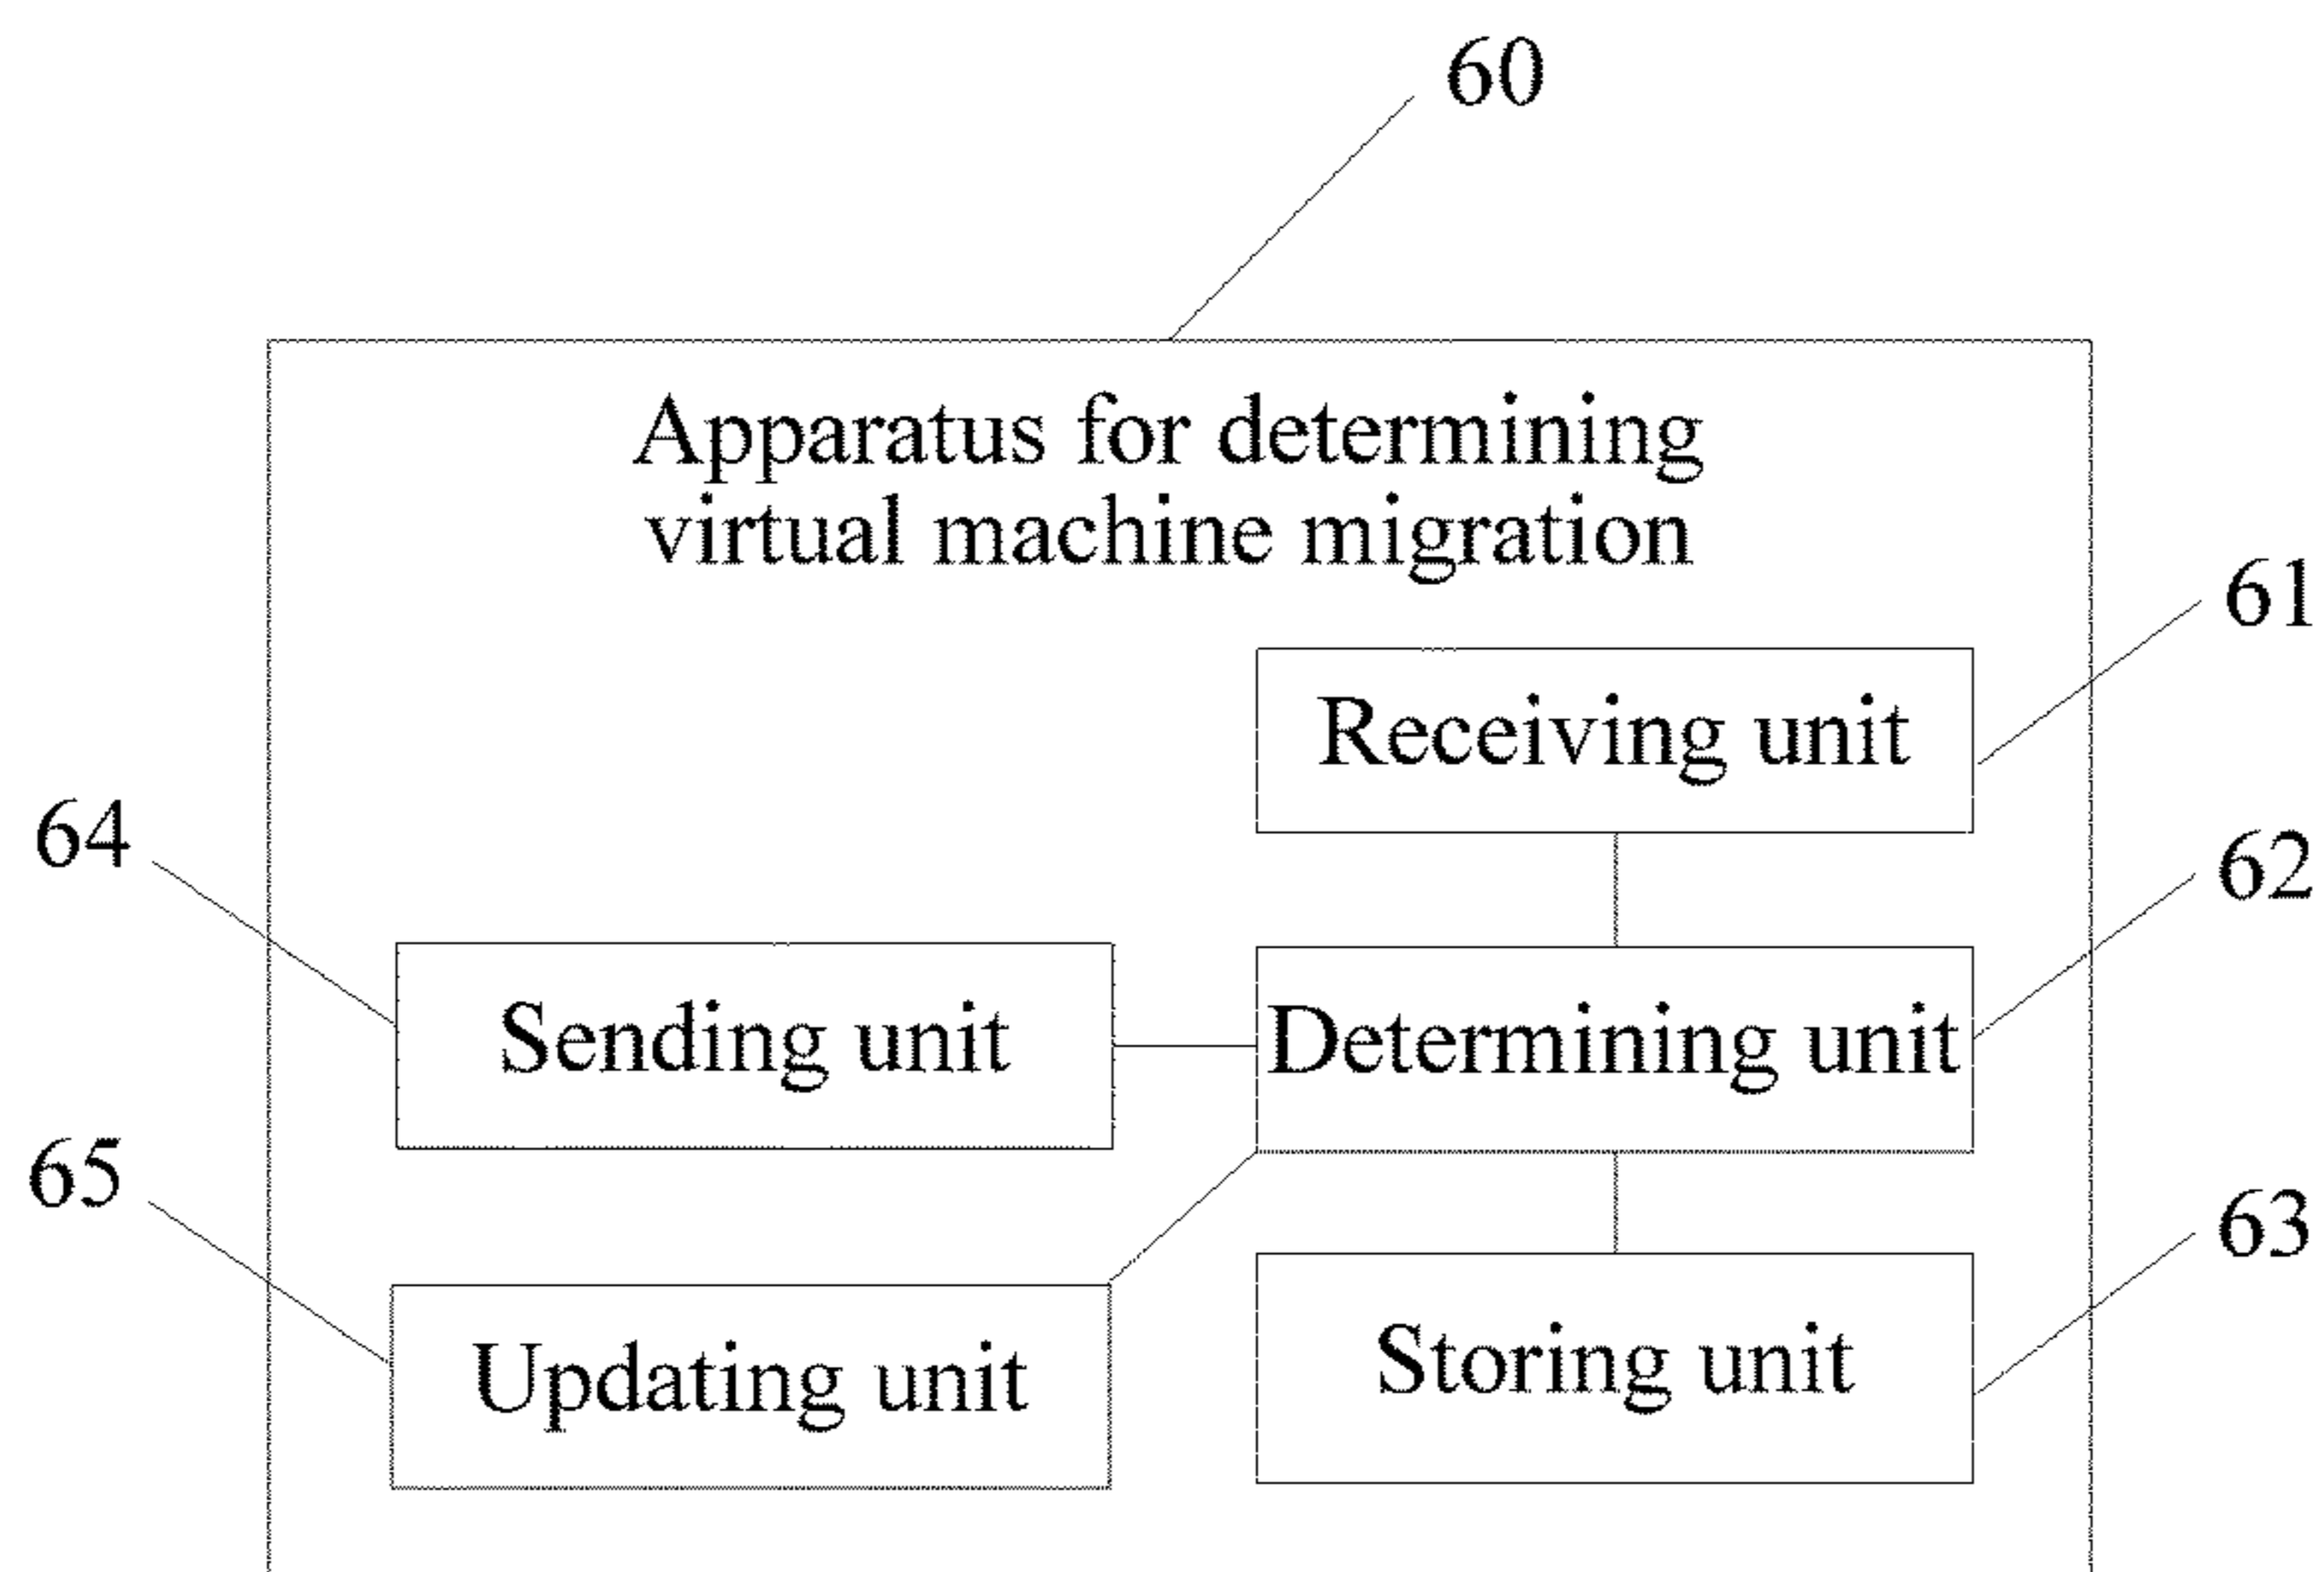 60
Apparatus for determining
virtual machine migration
61
Receiving unit
64
62
Sending unit
Determining unit
65
63
Updating unit
Storing unit